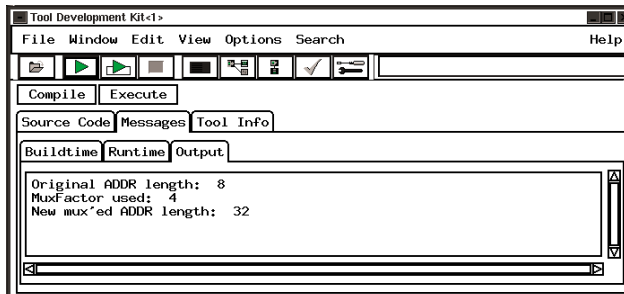 Tool Development Kit<1>
File Window Edit View Options Search Help
Compile Execute
Source Code Messages Tool Info
Buildtime Runtime Output
Original ADDR length: 8
MuxFactor used: 4
New mux'ed ADDR length: 32